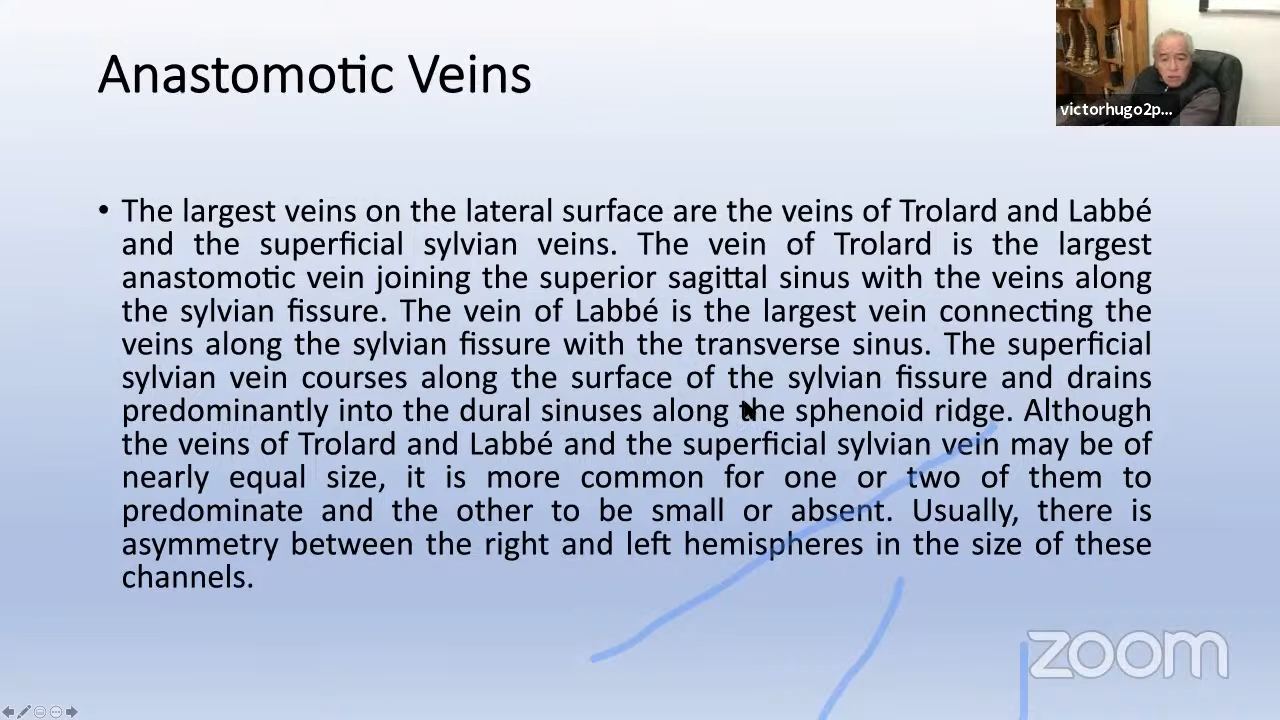 Anastomotic Veins
victorhugo2p...
• The largest veins on the lateral surface are the veins of Trolard and Labbé
and the superficial sylvian veins. The vein of Trolard is the largest
anastomotic vein joining the superior sagittal sinus with the veins along
the sylvian fissure. The vein of Labbé is the largest vein connecting the
veins along the sylvian fissure with the transverse sinus. The superficial
sylvian vein courses along the surface of the sylvian fissure and drains
predominantly into the dural sinuses along the sphenoid ridge. Although
the veins of Trolard and Labbé and the superficial sylvian vein may be of
nearly equal size, it is more common for one or two of them to
predominate and the other to be small or absent. Usually, there is
asymmetry between the right and left hemispheres in the size of these
channels.
zoom